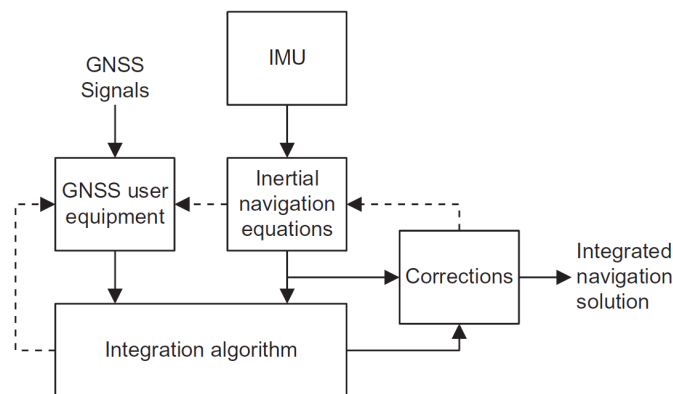 GNSS
Signals
IMU
GNSS user
equipment
Inertial
navigation
equations
Corrections
Integrated
navigation
solution
Integration algorithm